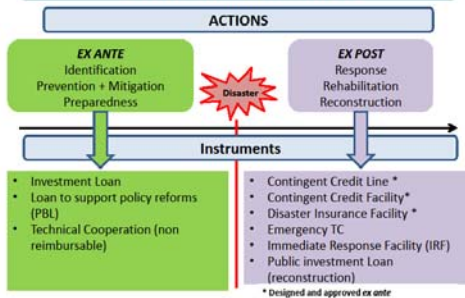 ACTIONS
EX ANTE
Identification
Prevention + Mitigation
Preparedness
Disaster
EX POST
Response
Rehabilitation
Reconstruction
Instruments
• Investment Loan
• Loan to support policy reforms
(PBL)
• Technical Cooperation (non
reimbursable)
• Contingent Credit Line *
• Contingent Credit Facility*
• Disaster Insurance Facility *
• Emergency TC
• Immediate Response Facility (IRF)
• Public investment Loan
(reconstruction)
* Designed and approved ex ante